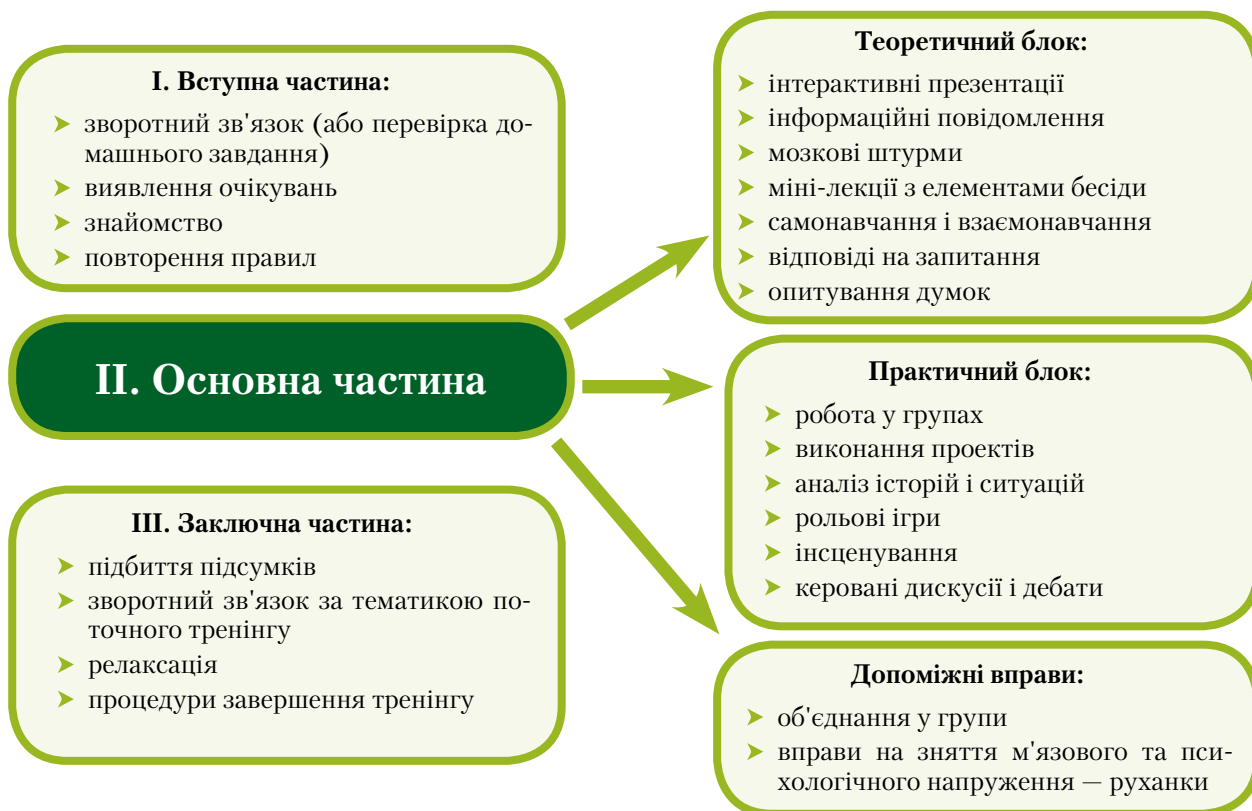 І. Вступна частина:
зворотний зв'язок (або перевірка до-
машнього завдання)
виявлення очікувань
знайомство
повторення правил
ІІ. Основна частина
ІІІ. Заключна частина:
підбиття підсумків
зворотний зв'язок за тематикою по-
точного тренінгу
релаксація
процедури завершення тренінгу
Теоретичний блок:
інтерактивні презентації
інформаційні повідомлення
мозкові штурми
міні-лекції з елементами бесіди
самонавчання і взаємонавчання
відповіді на запитання
опитування думок
Практичний блок:
робота у групах
виконання проектів
аналіз історій і ситуацій
рольові ігри
інсценування
керовані дискусії і дебати
Допоміжні вправи:
об'єднання у групи
вправи на зняття м'язового та пси-
хологічного напруження — руханки